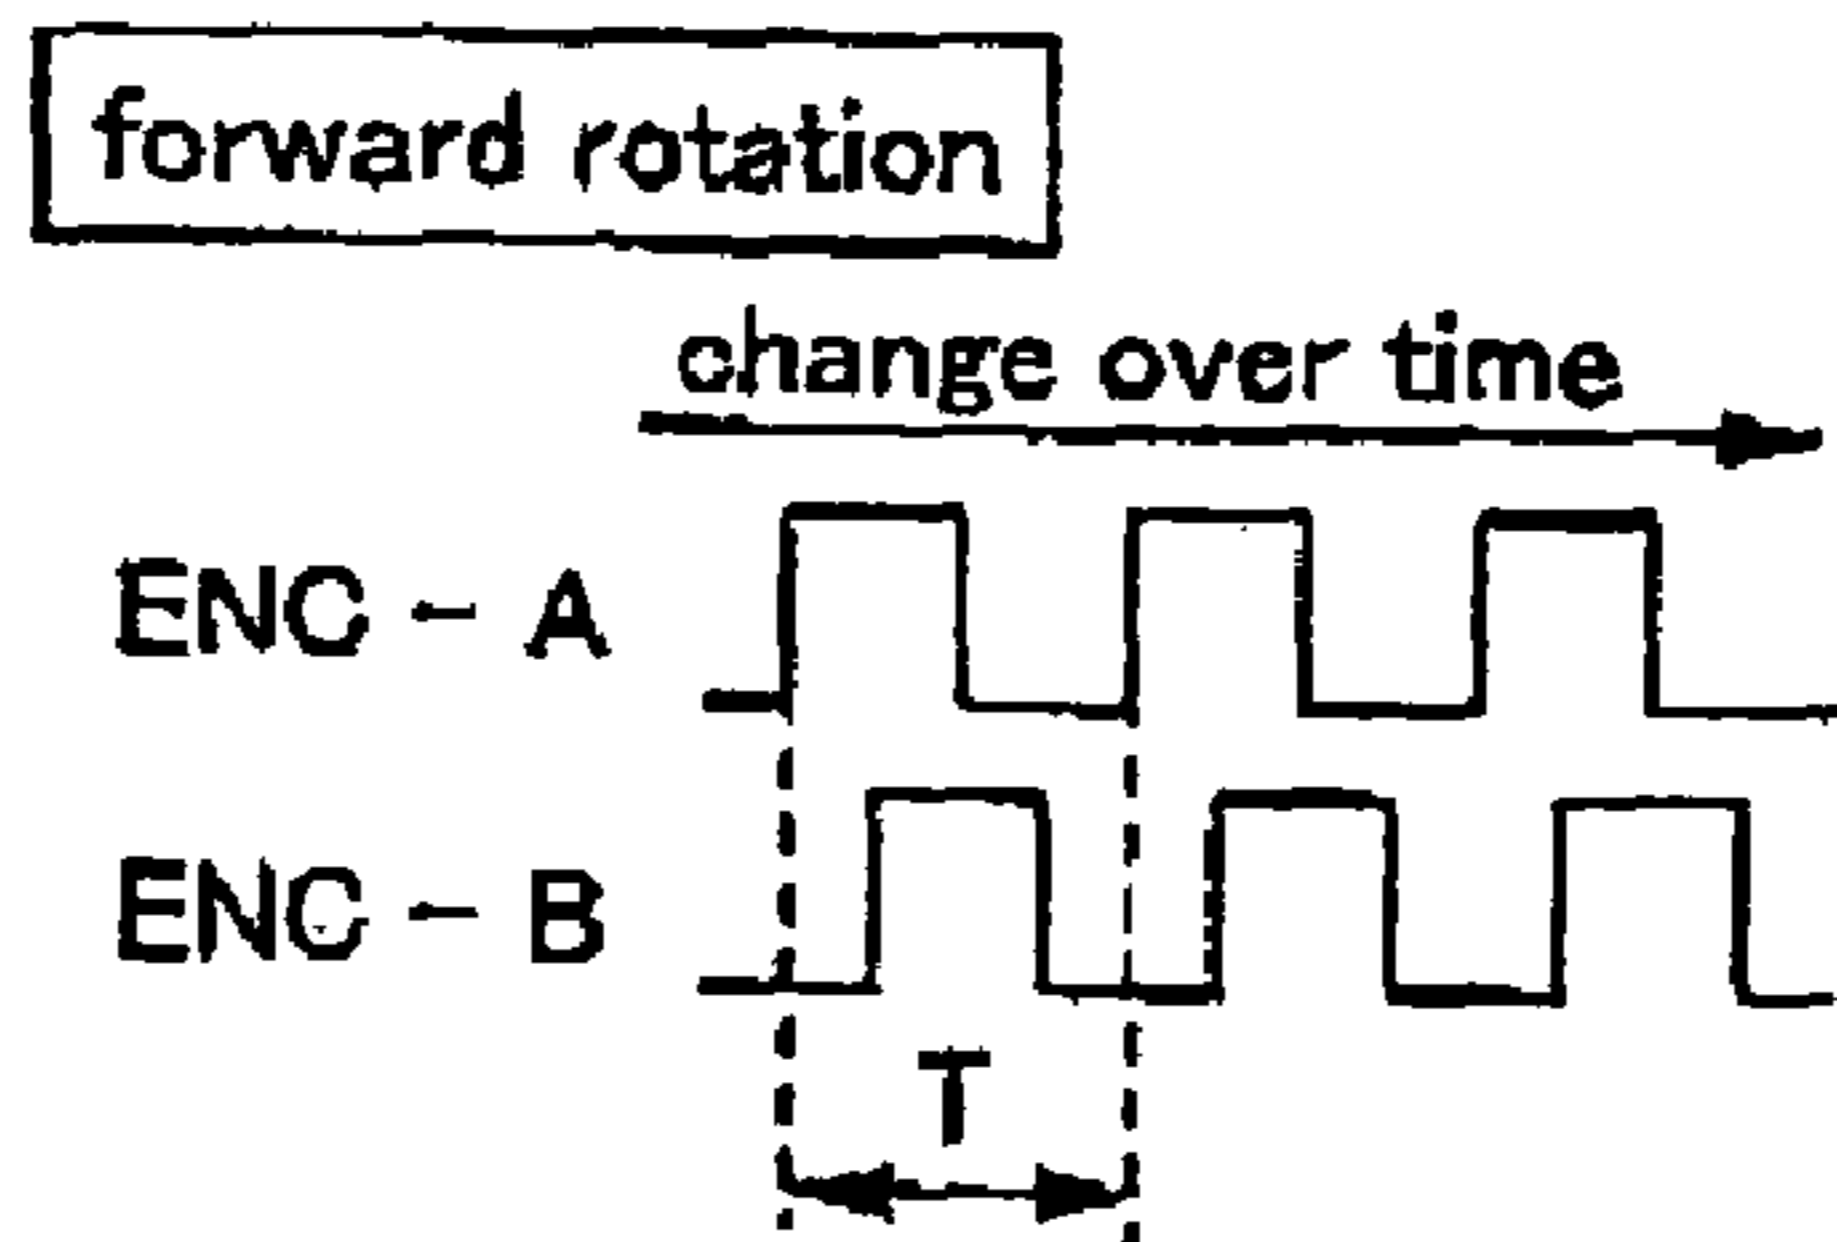 forward rotation
change over time
ENC - A
ENC - B
T